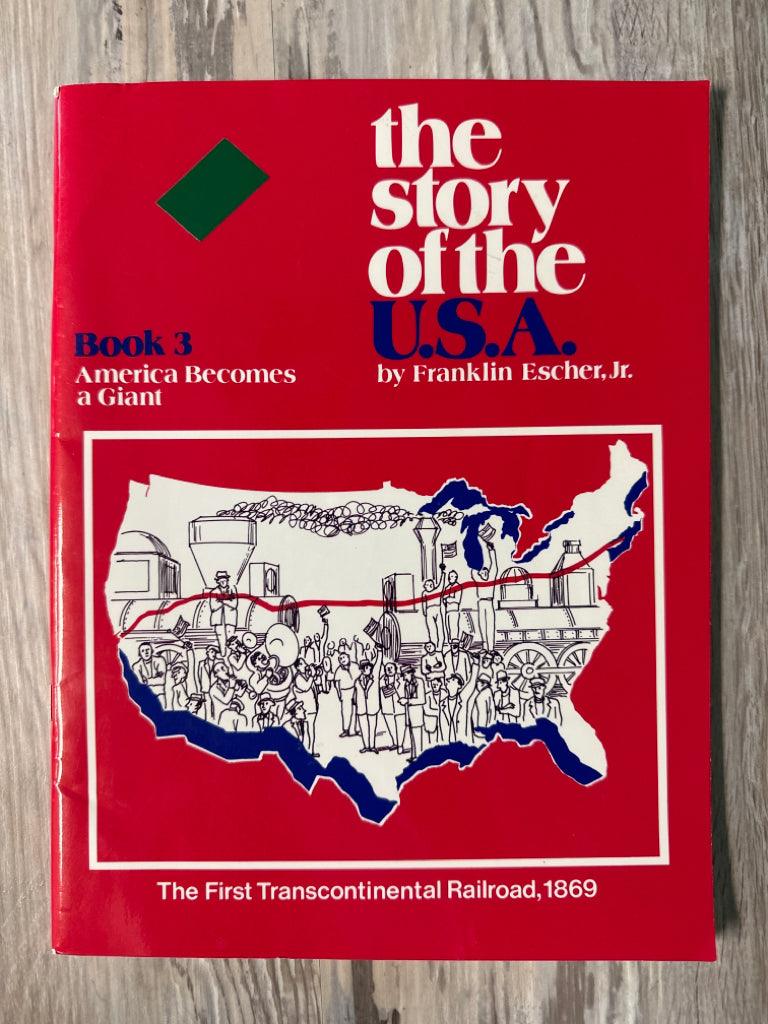 the
story
of the
U.S.A.
by Franklin Escher, Jr.
Book 3
America Becomes
a Giant
The First Transcontinental Railroad, 1869